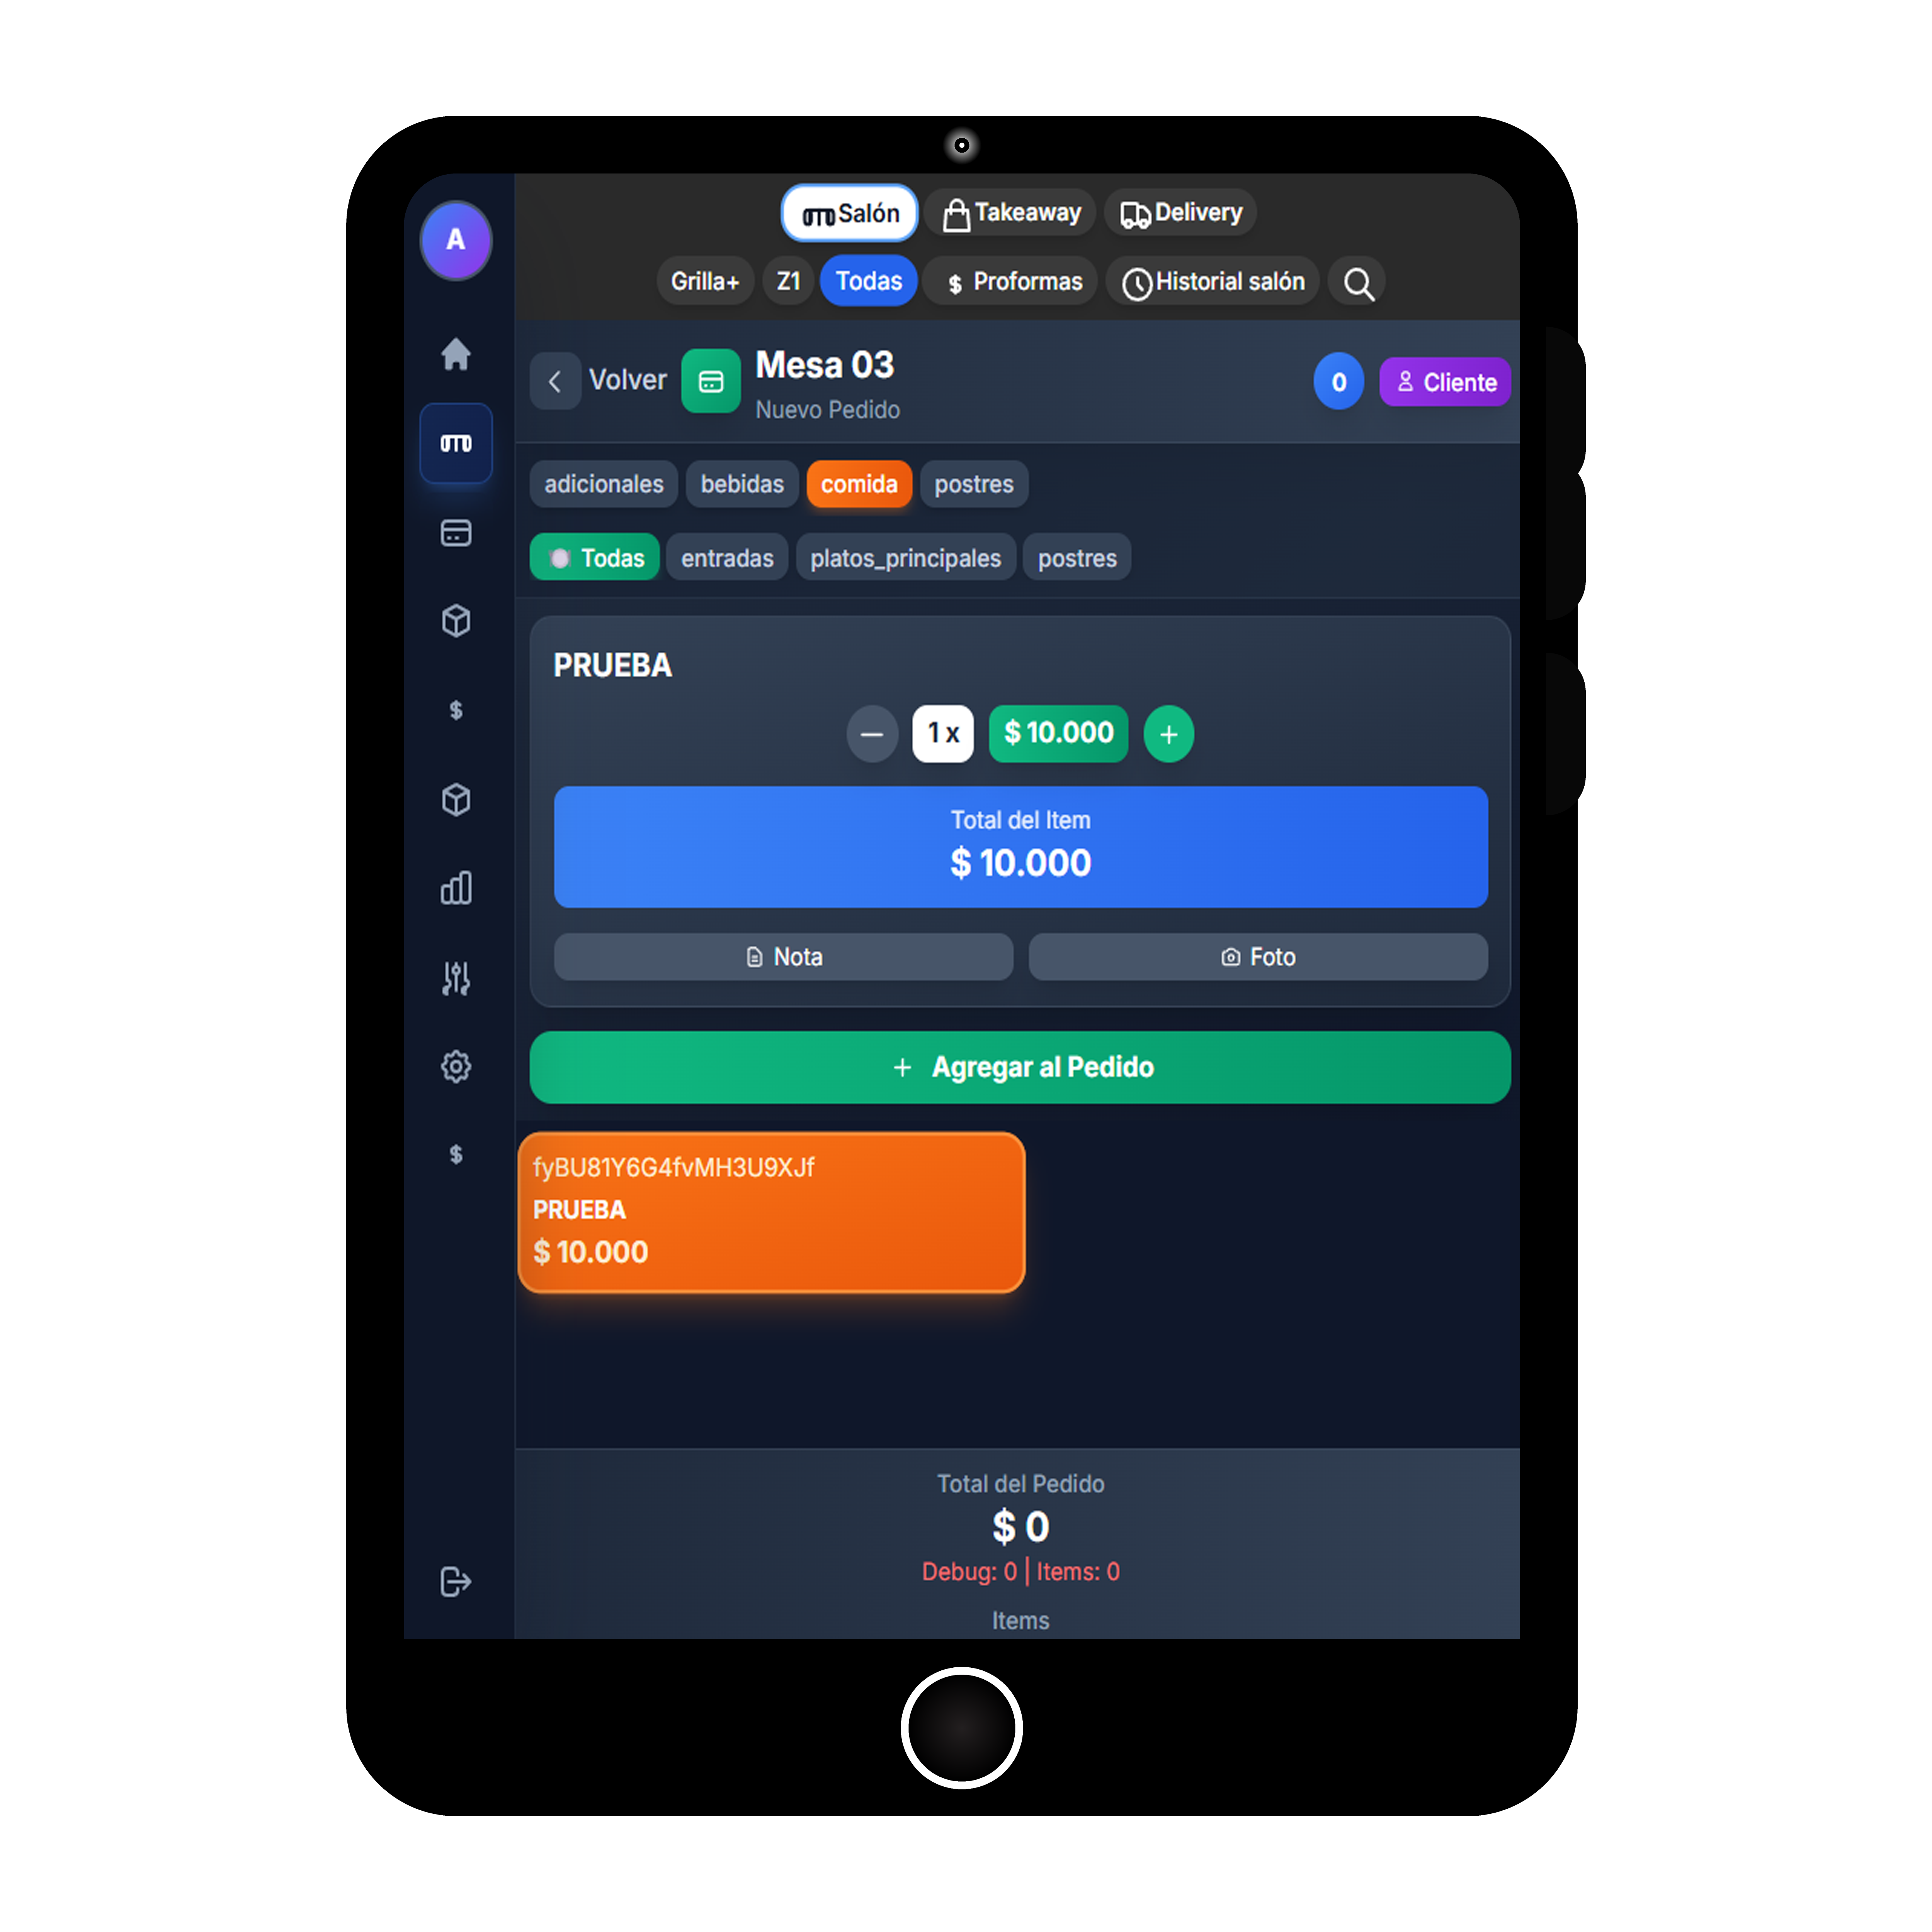 A
Salón
Takeaway
Delivery
Grilla+
Z1
Todas
$ Proformas
Historial salón
Volver
Mesa 03
Nuevo Pedido
0
Cliente
adicionales
bebidas
comida
postres
Todas
entradas
platos_principales
postres
PRUEBA
1 x
$ 10.000
+
Total del Item
$ 10.000
Nota
Foto
+ Agregar al Pedido
fyBU81Y6G4fvMH3U9XJf
PRUEBA
$ 10.000
$
$
Total del Pedido
$ 0
Debug: 0 | Items: 0
Items